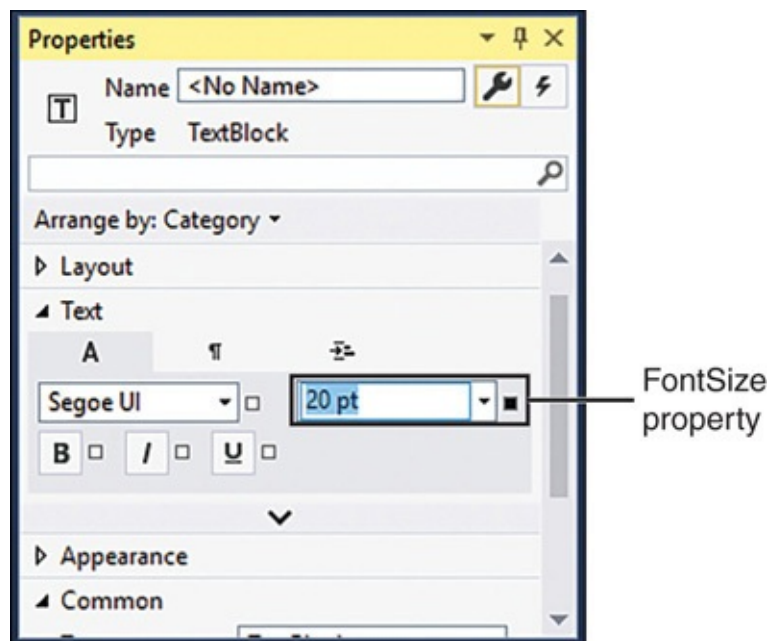 Properties
Name <No Name>
Type TextBlock
Arrange by: Category
Layout
Text
A ¶
Segoe UI 20 pt
B I U
FontSize
property
Appearance
Common